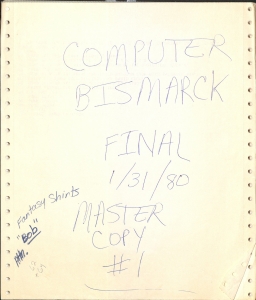 COMPUTER
BISMARCK
FINAL
1/31/80
MASTER
COPY
#1
Fantasy Shirts
"Bob"